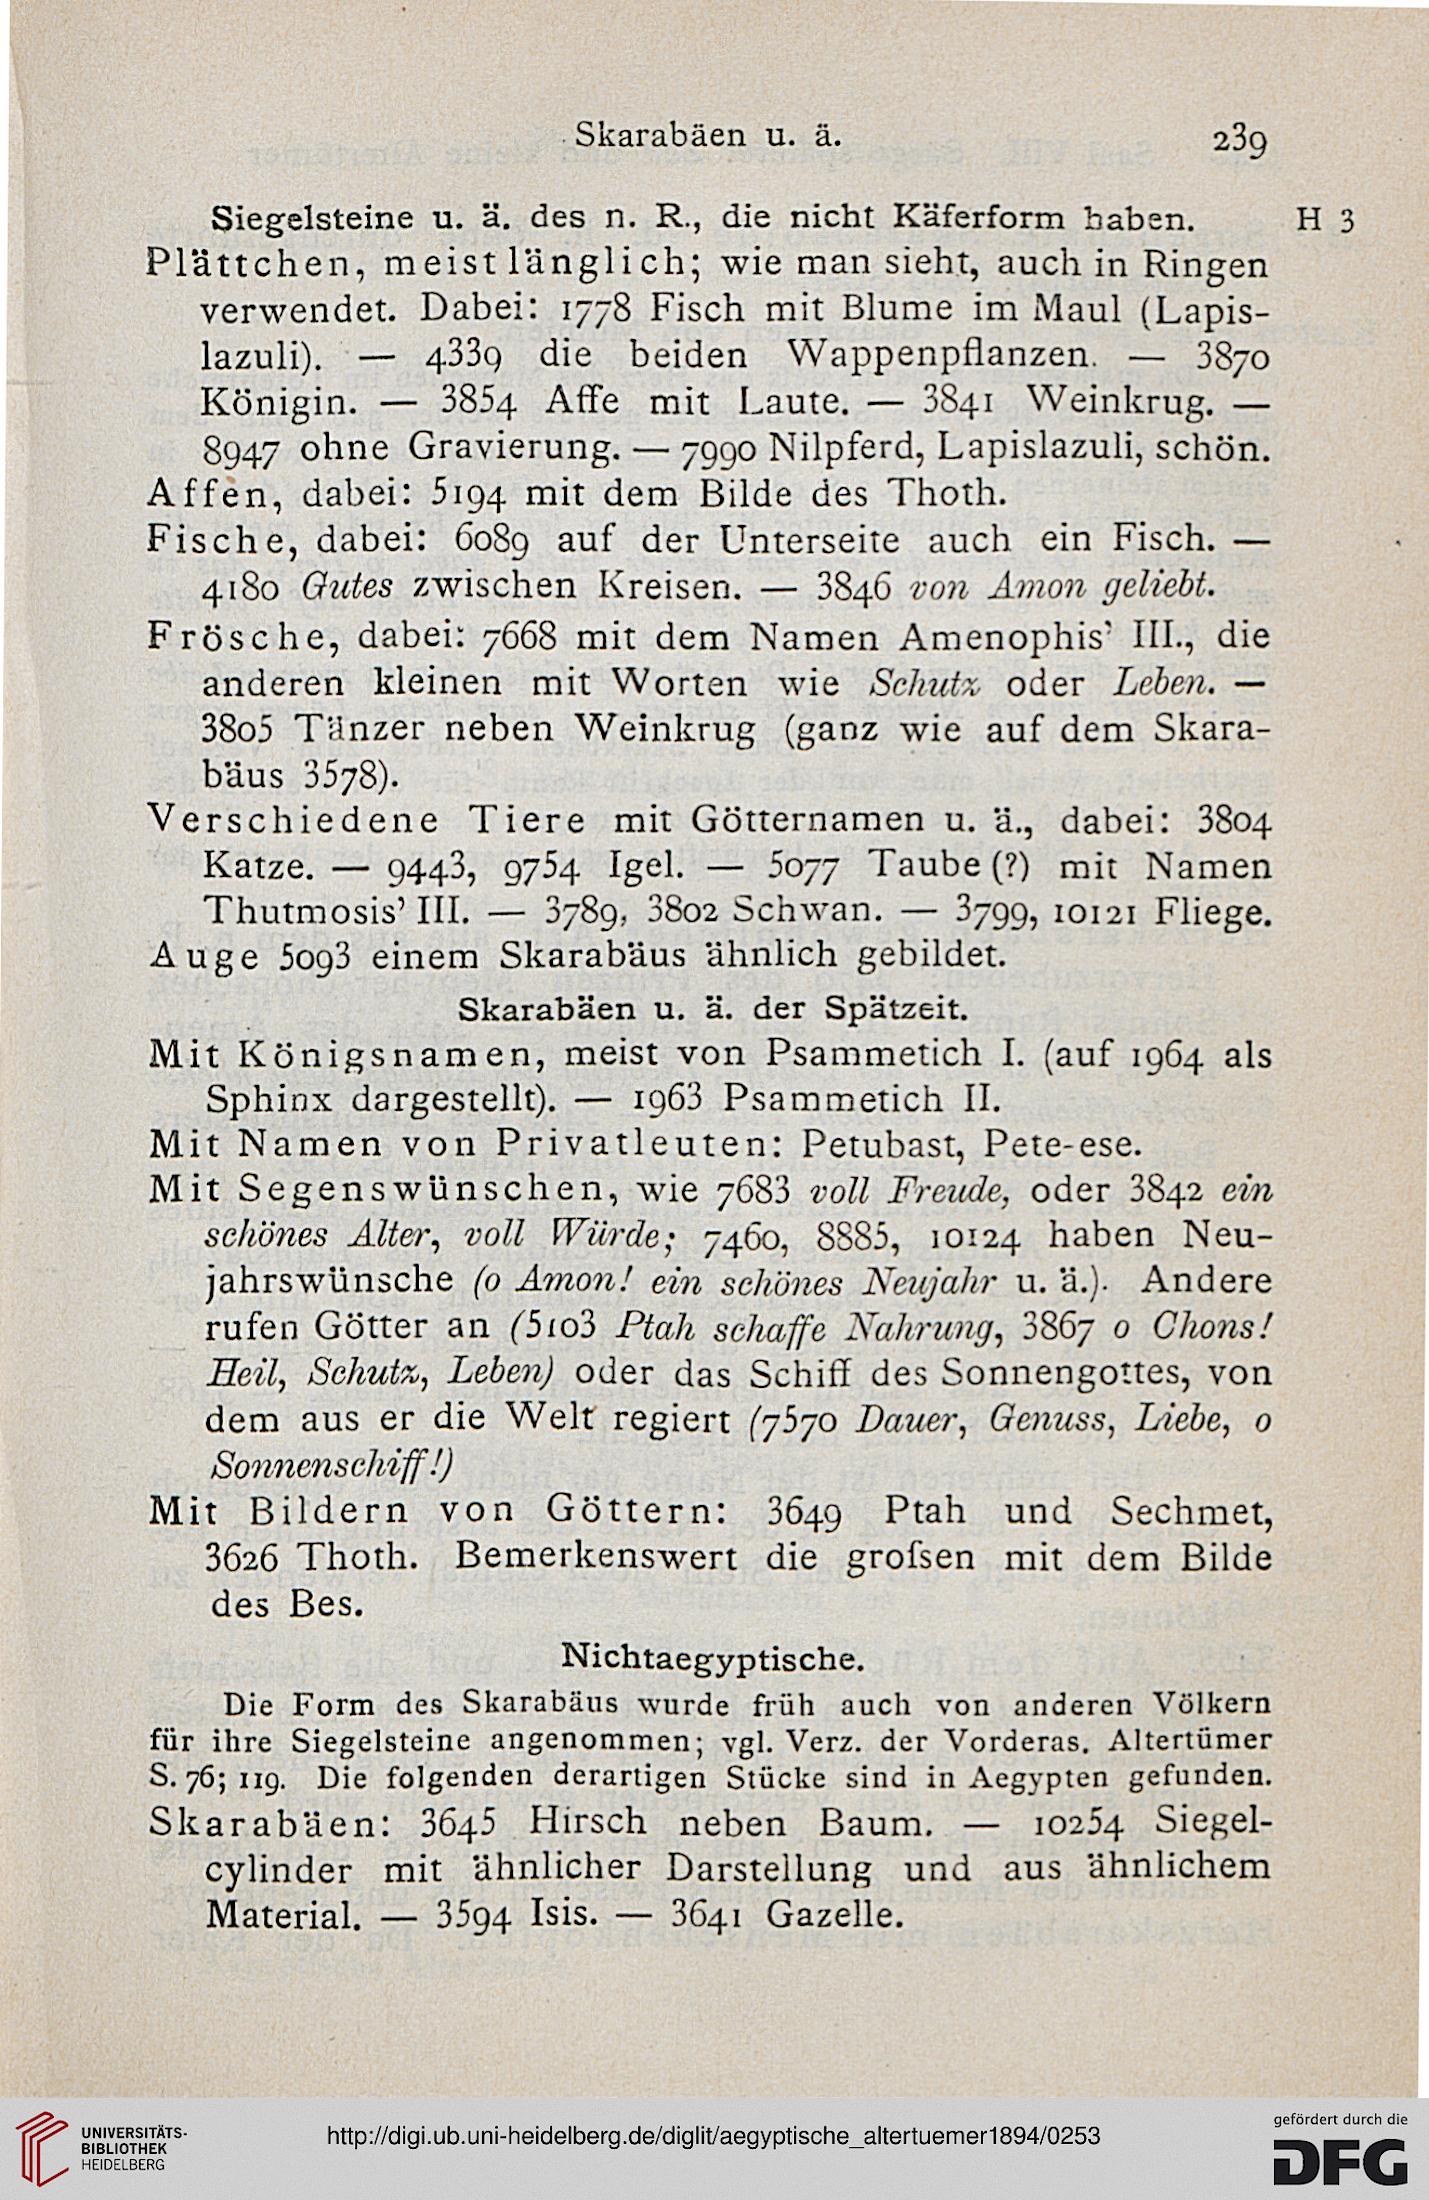 Skarabäen u. ä. 239
Siegelsteine u. ä. des n. R., die nicht Käferform haben. H 3
Plättchen, meist länglich; wie man sieht, auch in Ringen
verwendet. Dabei: 1778 Fisch mit Blume im Maul (Lapis-
lazuli). — 4339 die beiden Wappenpflanzen. — 3870
Königin. — 3854 Affe mit Laute. — 3841 Weinkrug. —
8947 ohne Gravierung. — 7990 Nilpferd, Lapislazuli, schön.
Affen, dabei: 5194 mit dem Bilde des Thoth.
Fische, dabei: 6089 auf der Unterseite auch ein Fisch. —
4180 Gutes zwischen Kreisen. — 3846 von Amon geliebt.
Frösche, dabei: 7668 mit dem Namen Amenophis' III., die
anderen kleinen mit Worten wie Schutz oder Leben. —
3805 Tänzer neben Weinkrug (ganz wie auf dem Skara-
bäus 3578).
Verschiedene Tiere mit Götternamen u. ä., dabei: 3804
Katze. — 9443, 9754 Igel. — 5077 Taube (?) mit Namen
Thutmosis' III. — 3789, 3802 Schwan. — 3799, 10121 Fliege.
Auge 5093 einem Skarabäus ähnlich gebildet.
Skarabäen u. ä. der Spätzeit.
Mit Königsnamen, meist von Psammetich I. (auf 1964 als
Sphinx dargestellt). — 1963 Psammetich II.
Mit Namen von Privatleuten: Petubast, Pete-ese.
Mit Segenswünschen, wie 7683 voll Freude, oder 3842 ein
schönes Alter, voll Würde; 7460, 8885, 10124 haben Neu-
jahrswünsche (o Amon! ein schönes Neujahr u. ä.). Andere
rufen Götter an (5103 Ptah schaffe Nahrung, 3867 o Chons!
Heil, Schutz, Leben) oder das Schiff des Sonnengottes, von
dem aus er die Welt regiert (7570 Dauer, Genuss, Liebe, o
Sonnenschiff!)
Mit Bildern von Göttern: 3649 Ptah und Sechmet,
3626 Thoth. Bemerkenswert die groſsen mit dem Bilde
des Bes.
Nichtaegyptische.
Die Form des Skarabäus wurde früh auch von anderen Völkern
für ihre Siegelsteine angenommen; vgl. Verz. der Vorderas. Altertümer
S. 76; 119. Die folgenden derartigen Stücke sind in Aegypten gefunden.
Skarabäen: 3645 Hirsch neben Baum. — 10254 Siegel-
cylinder mit ähnlicher Darstellung und aus ähnlichem
Material. — 3594 Isis. — 3641 Gazelle.
UNIVERSITÄTS-
BIBLIOTHEK
HEIDELBERG
http://digi.ub.uni-heidelberg.de/diglit/aegyptische_altertuemer1894/0253
gefördert durch die
DFG